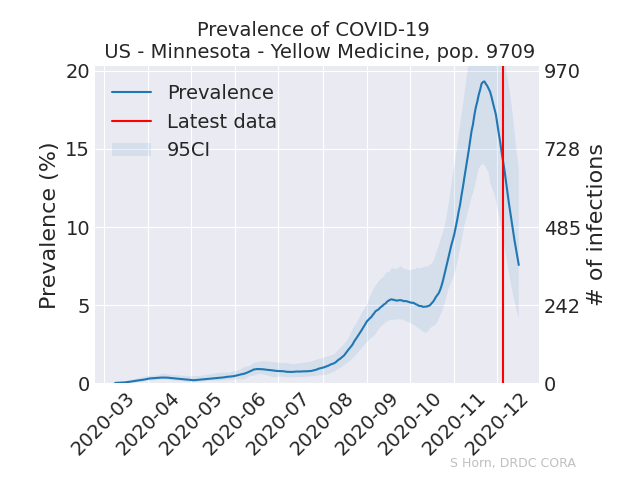 Prevalence of COVID-19
US - Minnesota - Yellow Medicine, pop. 9709
Prevalence
Latest data
95CI
Prevalence (%)
20
15
10
5
0
970
728
485
242
0
# of infections
2020-03
2020-04
2020-05
2020-06
2020-07
2020-08
2020-09
2020-10
2020-11
2020-12
S Horn, DRDC CORA